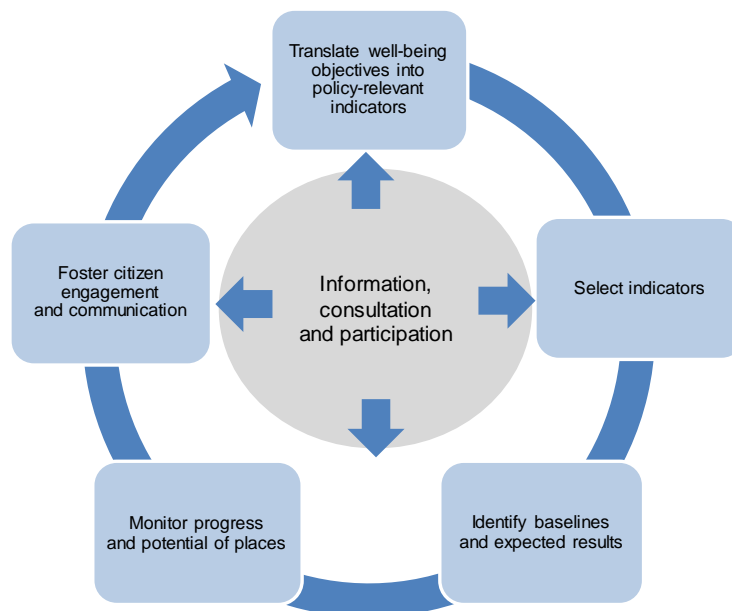 Translate well-being
objectives into
policy-relevant
indicators
Select indicators
Identify baselines
and expected results
Monitor progress
and potential of places
Foster citizen
engagement
and communication
Information,
consultation
and participation